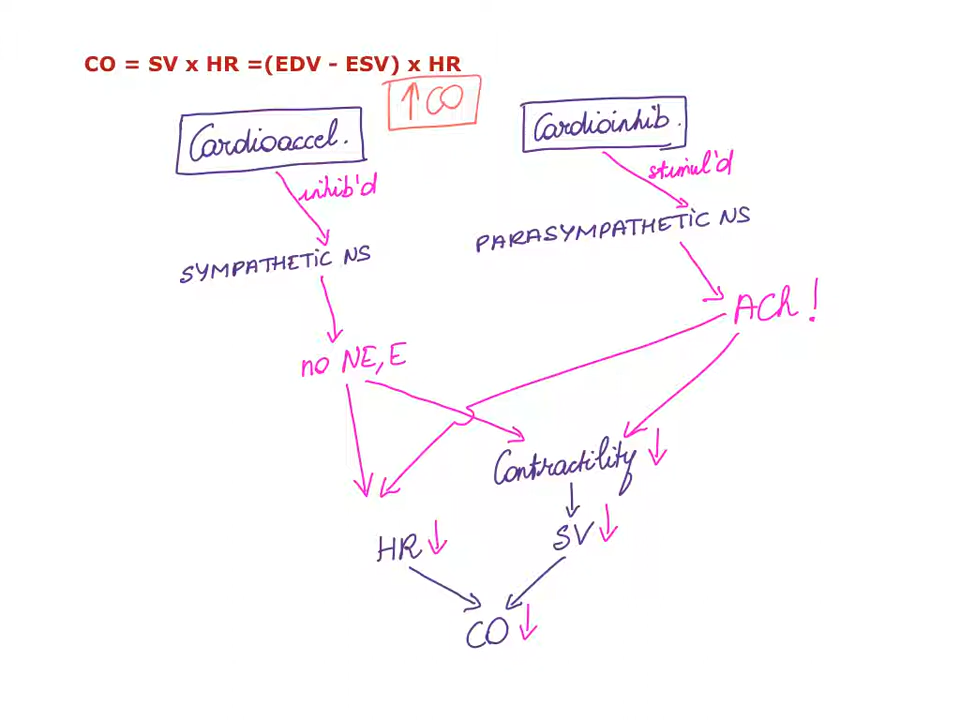 CO = SV x HR =(EDV - ESV) x HR
↑ CO
Cardioaccel.
Cardioinhib.
inhib'd
stimul'd
SYMPATHETIC NS
PARASYMPATHETIC NS
ACh!
no NE, E
Contractility ↓
HR ↓
SV ↓
CO ↓